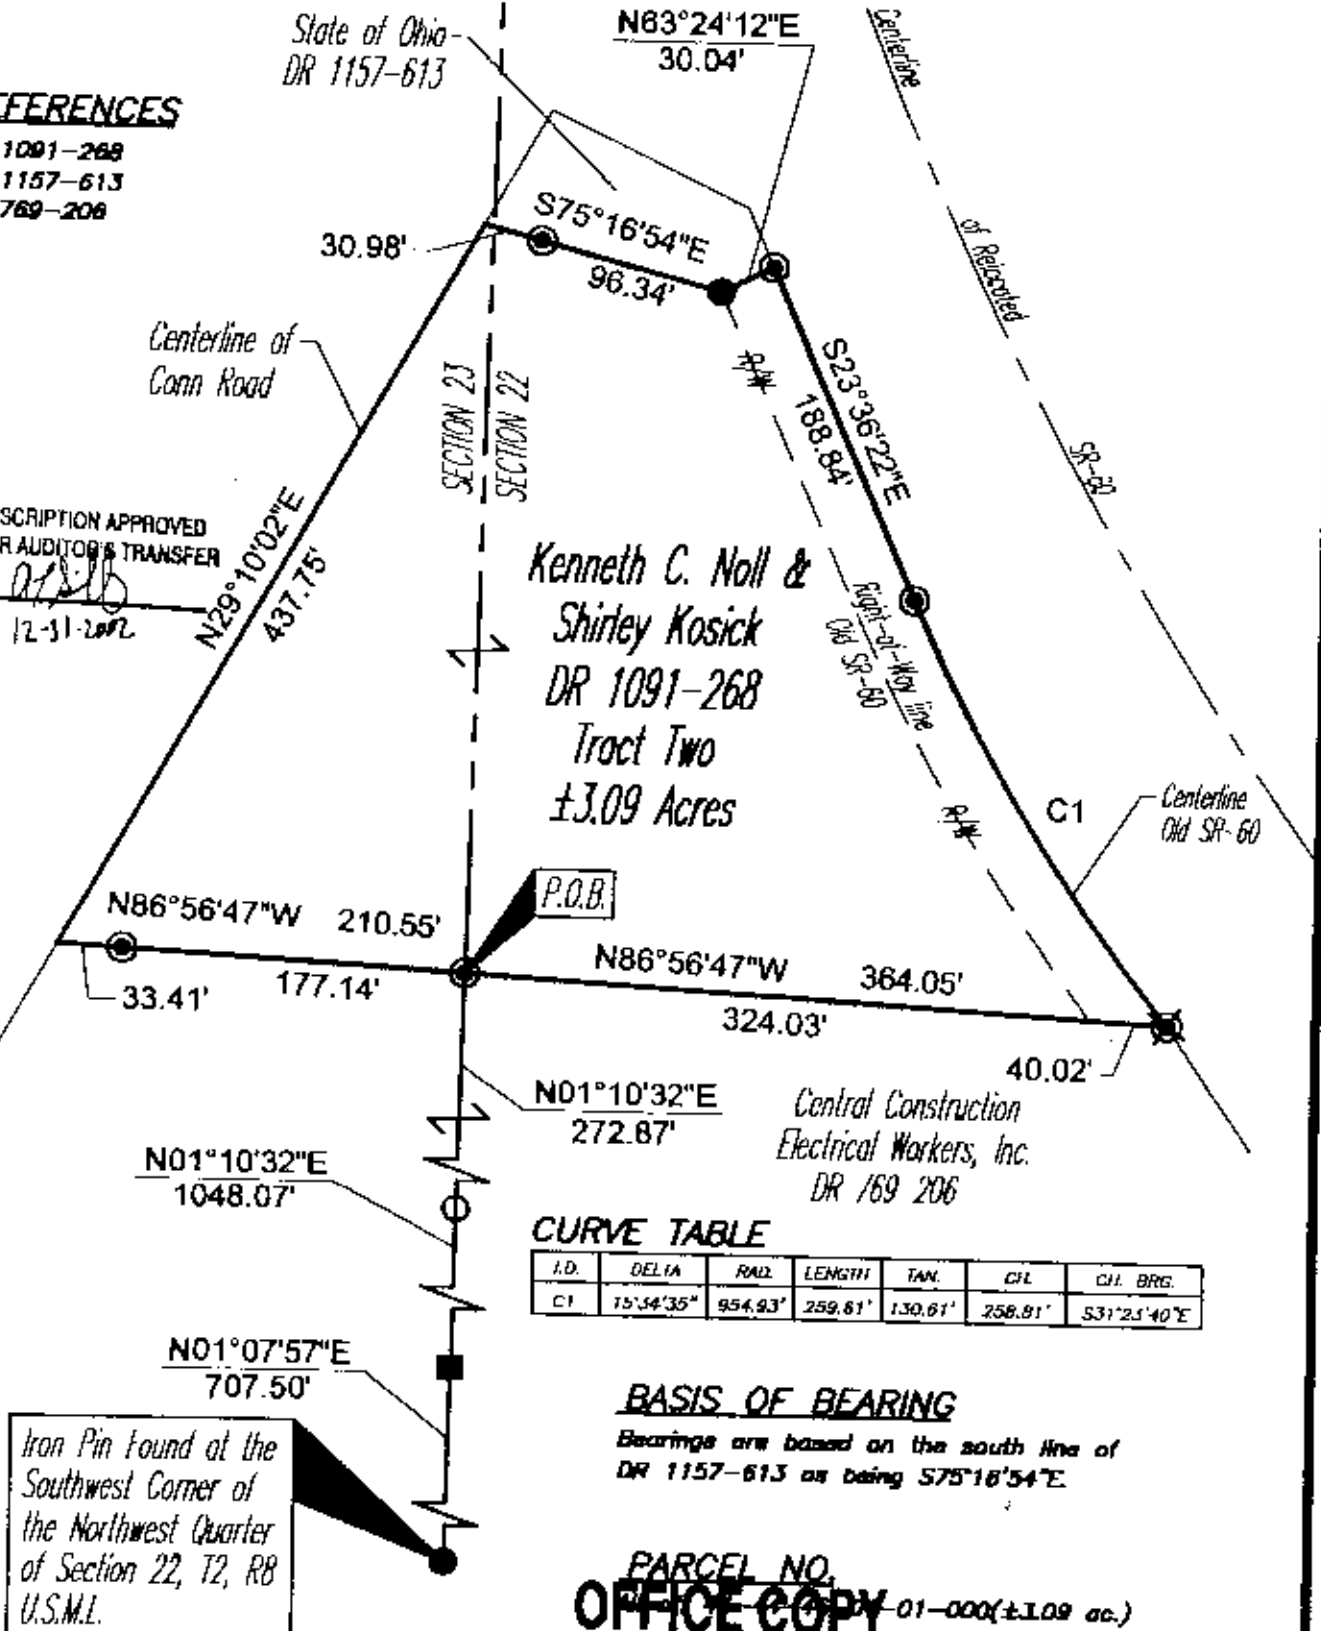 State of Ohio
DR 1157-613
N63°24'12"E
30.04'
Centerline
of Relocated
SR-60
EFERENCES
1091-268
1157-613
769-206
30.98'
S75°16'54"E
96.34'
Centerline of
Conn Road
SECTION 23
SECTION 22
R/W
S23°36'22"E
188.84'
SCRIPTION APPROVED
R AUDITOR'S TRANSFER
12-31-2002
N29°10'02"E
437.75'
Kenneth C. Noll &
Shirley Kosick
DR 1091-268
Tract Two
±3.09 Acres
Right-of-Way line
Old SR-60
R/W
C1
Centerline
Old SR-60
P.O.B.
N86°56'47"W 210.55'
33.41'
177.14'
N86°56'47"W 364.05'
324.03'
40.02'
N01°10'32"E
272.87'
Central Construction
Electrical Workers, Inc.
DR 769 206
N01°10'32"E
1048.07'
CURVE TABLE
I.D. DELTA RAD. LENGTH TAN. CH. CH. BRG.
C1 15°34'35" 954.93' 259.61' 130.61' 258.81' S31°23'40"E
N01°07'57"E
707.50'
BASIS OF BEARING
Bearings are based on the south line of
DR 1157-613 as being S75°16'54"E.
Iron Pin Found at the
Southwest Corner of
the Northwest Quarter
of Section 22, T2, R8
U.S.M.L.
PARCEL NO.
OFFICE COPY
01-000(±3.09 ac.)